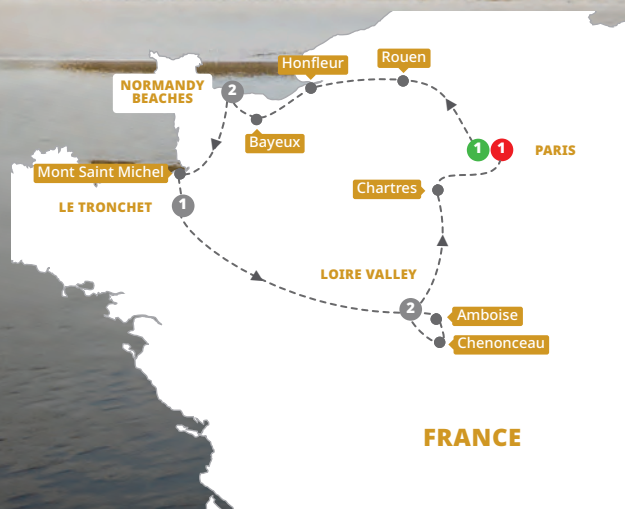 Honfleur
Rouen
NORMANDY
BEACHES
2
Bayeux
1
1
PARIS
Mont Saint Michel
Chartres
LE TRONCHET
1
LOIRE VALLEY
2
Amboise
Chenonceau
FRANCE